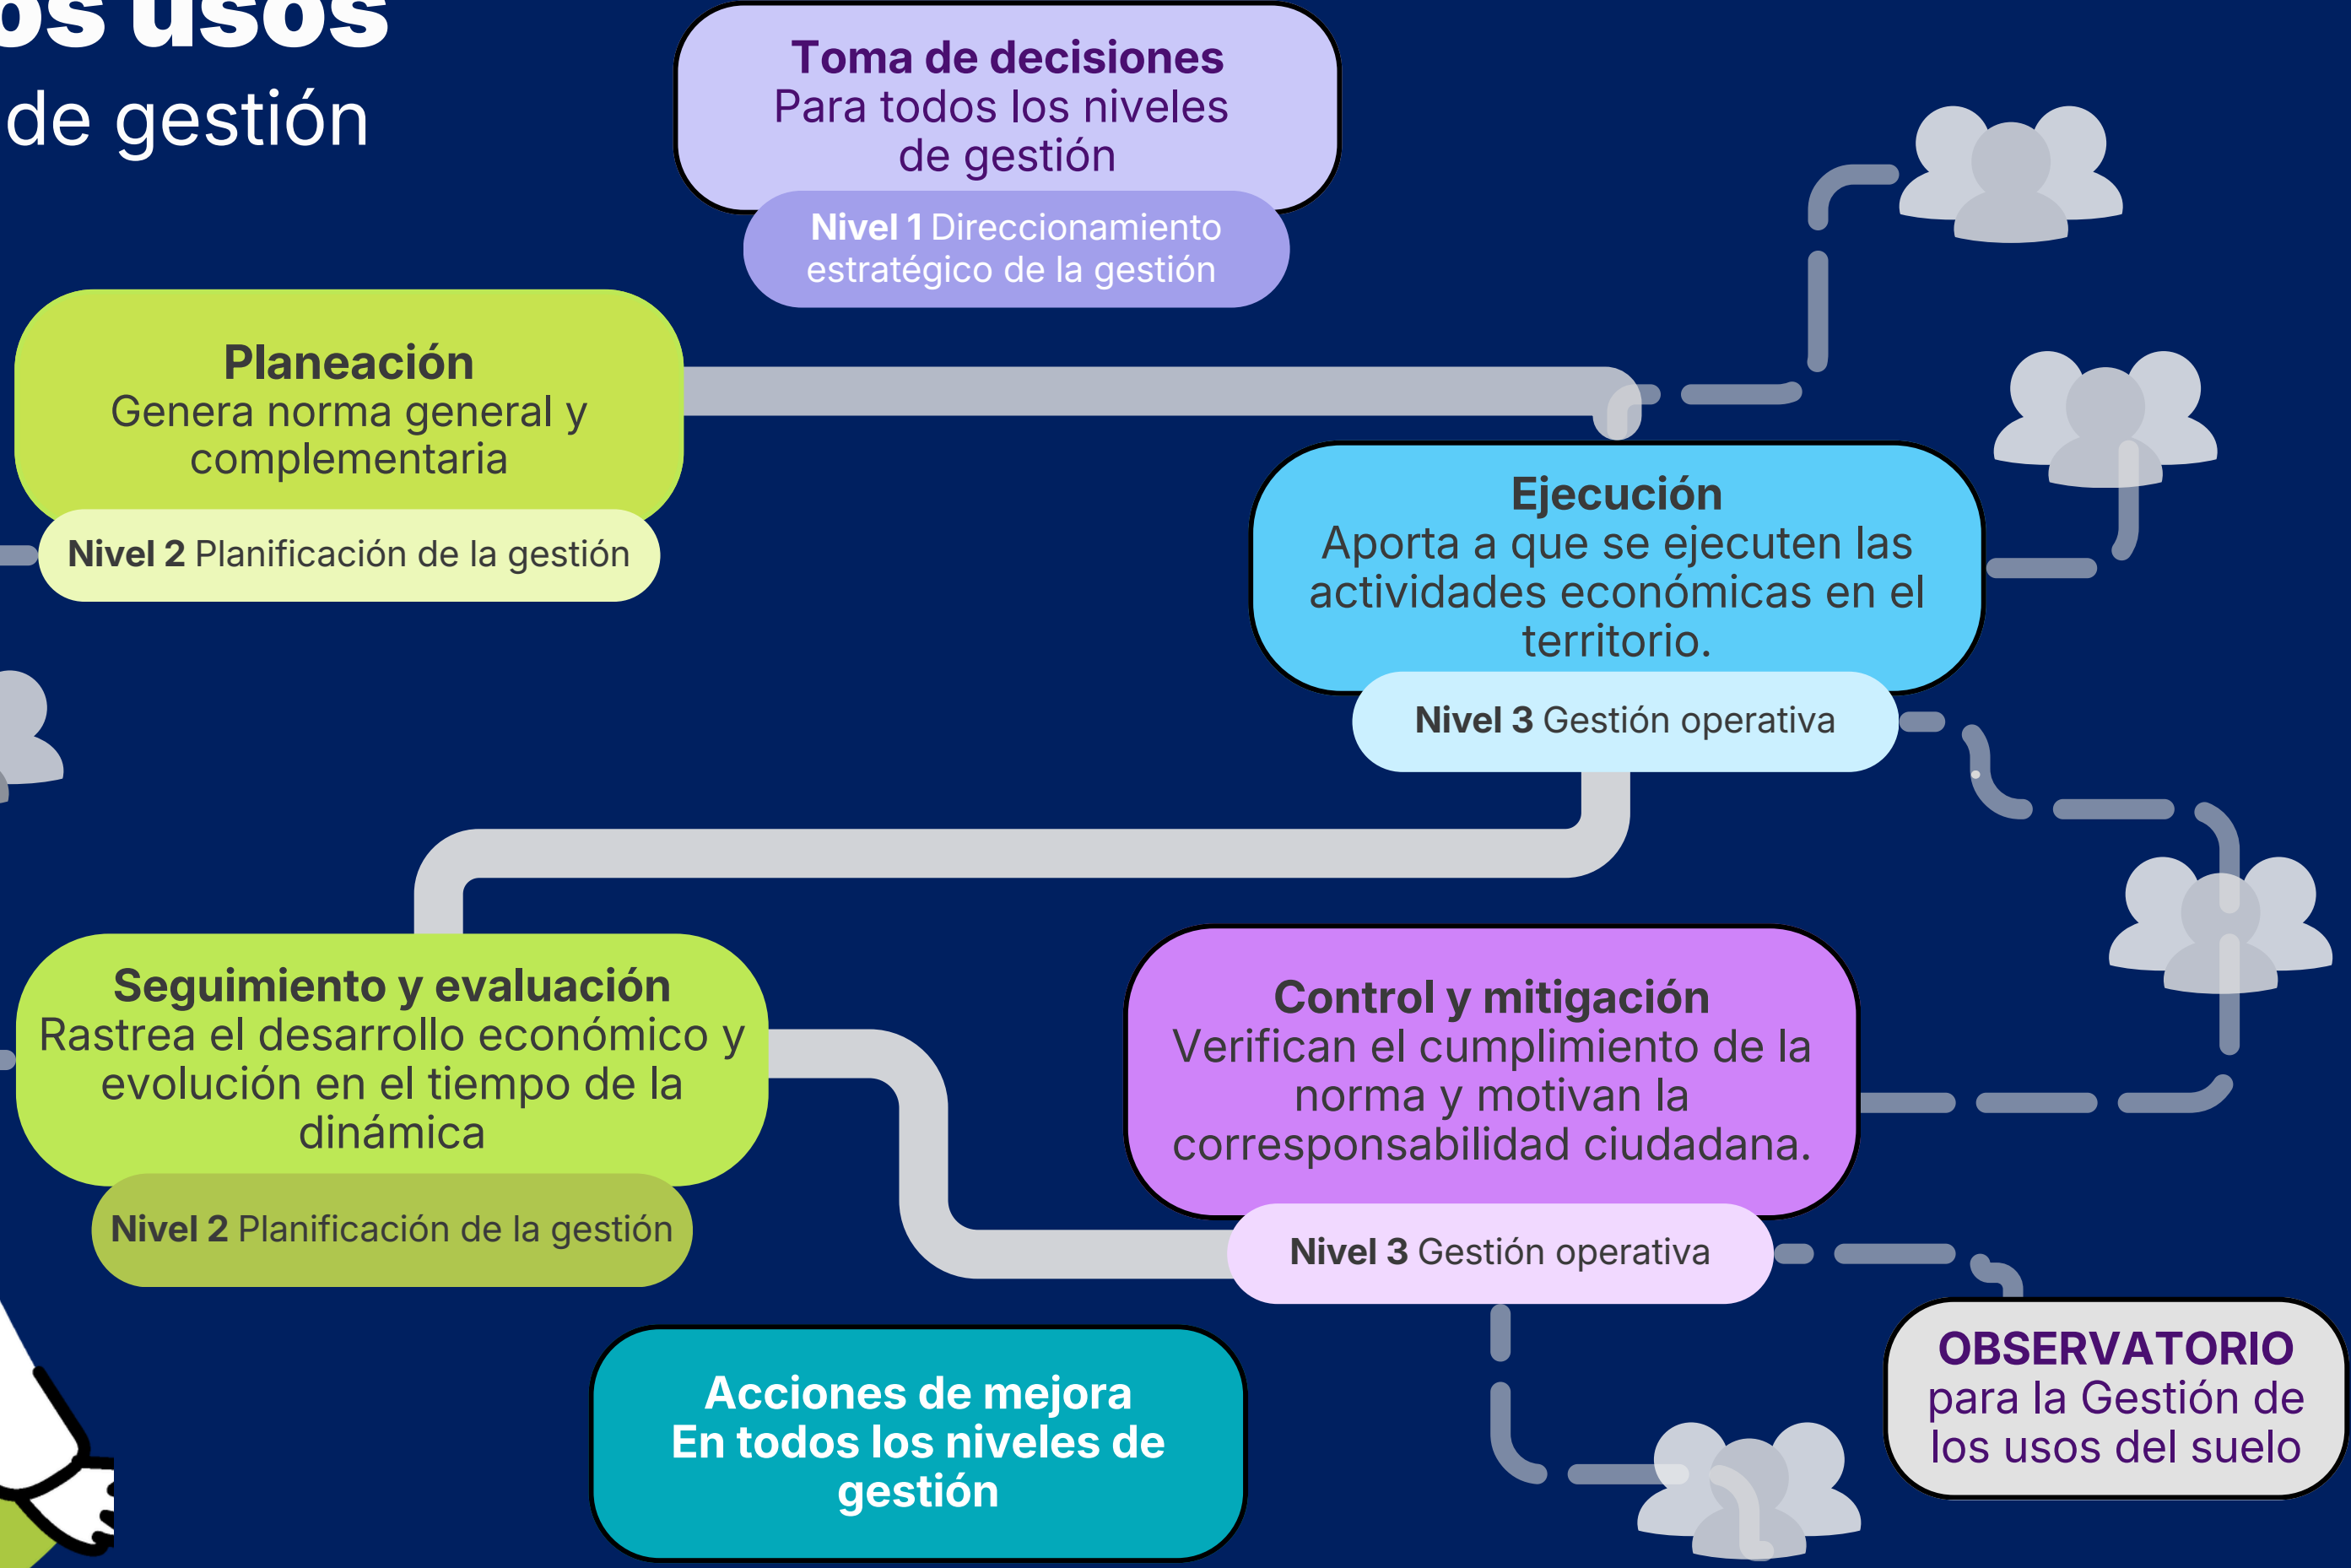 os usos
de gestión
Toma de decisiones
Para todos los niveles
de gestión
Nivel 1 Direccionamiento
estratégico de la gestión
Planeación
Genera norma general y
complementaria
Nivel 2 Planificación de la gestión
Ejecución
Aporta a que se ejecuten las
actividades económicas en el
territorio.
Nivel 3 Gestión operativa
Seguimiento y evaluación
Rastrea el desarrollo económico y
evolución en el tiempo de la
dinámica
Nivel 2 Planificación de la gestión
Control y mitigación
Verifican el cumplimiento de la
norma y motivan la
corresponsabilidad ciudadana.
Nivel 3 Gestión operativa
Acciones de mejora
En todos los niveles de
gestión
OBSERVATORIO
para la Gestión de
los usos del suelo